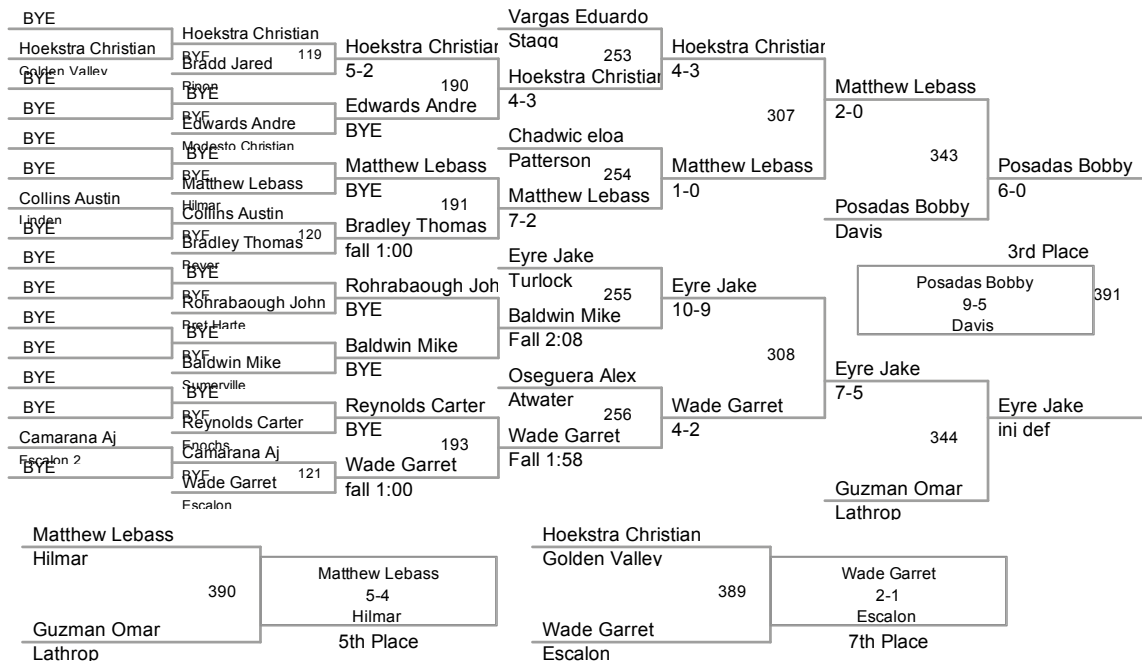 BYE
Hoekstra Christian
Golden Valley
BYE
BYE
BYE
BYE
Collins Austin
Linden
BYE
BYE
BYE
BYE
BYE
BYE
Camarana Aj
Escalon 2
BYE
Hoekstra Christian
BYE
119
Bradd Jared
Ripon
BYE
BYE
Edwards Andre
Modesto Christian
BYE
BYE
Matthew Lebass
Hilmar
Collins Austin
BYE
120
Bradley Thomas
Beyer
BYE
BYE
Rohrabaough John
Bret Harte
BYE
BYE
Baldwin Mike
Sumerville
BYE
BYE
Reynolds Carter
Enochs
Camarana Aj
BYE
121
Wade Garret
Escalon
Hoekstra Christian
5-2
190
Edwards Andre
BYE
Matthew Lebass
BYE
191
Bradley Thomas
fall 1:00
Rohrabaough Joh
BYE
Baldwin Mike
BYE
Reynolds Carter
BYE
193
Wade Garret
fall 1:00
Vargas Eduardo
Stagg
253
Hoekstra Christian
4-3
Chadwic eloa
Patterson
254
Matthew Lebass
7-2
Eyre Jake
Turlock
255
Baldwin Mike
Fall 2:08
Oseguera Alex
Atwater
256
Wade Garret
Fall 1:58
Hoekstra Christian
4-3
307
Matthew Lebass
1-0
Eyre Jake
10-9
308
Wade Garret
4-2
Matthew Lebass
2-0
343
Posadas Bobby
Davis
Posadas Bobby
6-0
3rd Place
Posadas Bobby
9-5
Davis
391
Eyre Jake
7-5
344
Guzman Omar
Lathrop
Eyre Jake
inj def
Matthew Lebass
Hilmar
390
Guzman Omar
Lathrop
Matthew Lebass
5-4
Hilmar
5th Place
Hoekstra Christian
Golden Valley
389
Wade Garret
Escalon
Wade Garret
2-1
Escalon
7th Place